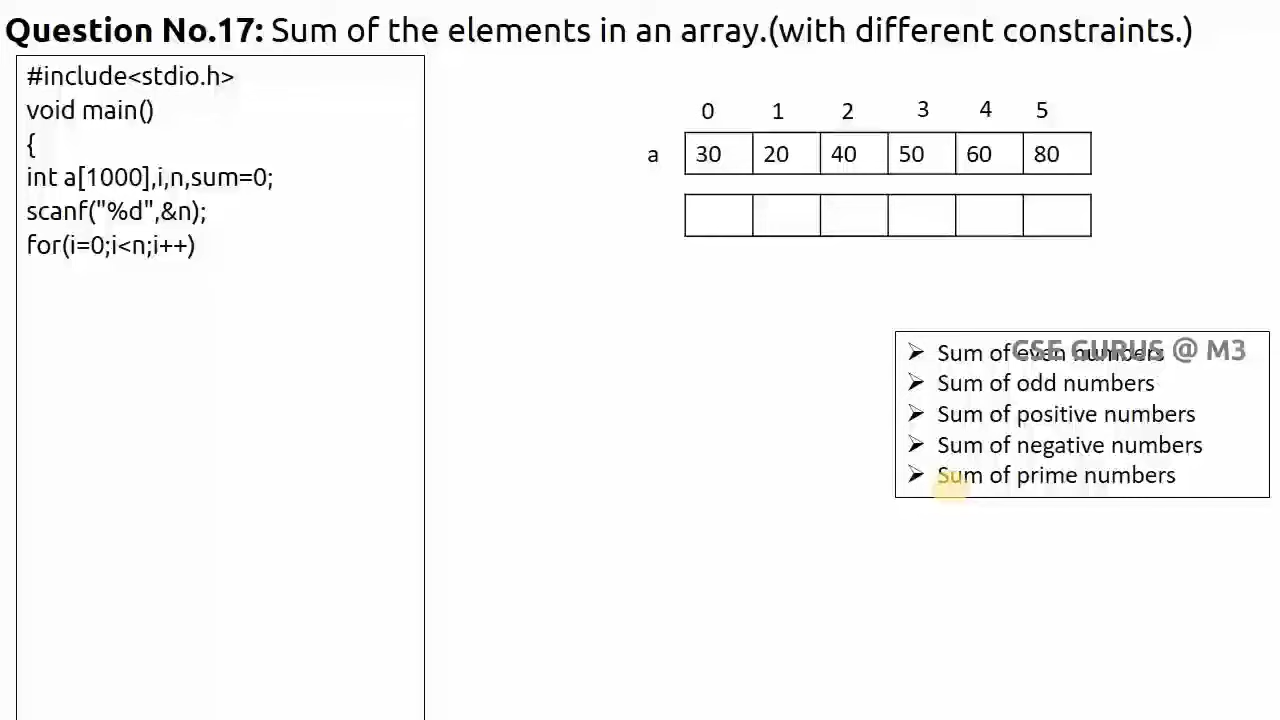 Question No.17: Sum of the elements in an array.(with different constraints.)
#include<stdio.h>
void main()
{
int a[1000],i,n,sum=0;
scanf("%d",&n);
for(i=0;i<n;i++)
0 1 2 3 4 5
a 30 20 40 50 60 80
CSE GURUS @ M3
➢ Sum of even numbers
➢ Sum of odd numbers
➢ Sum of positive numbers
➢ Sum of negative numbers
➢ Sum of prime numbers